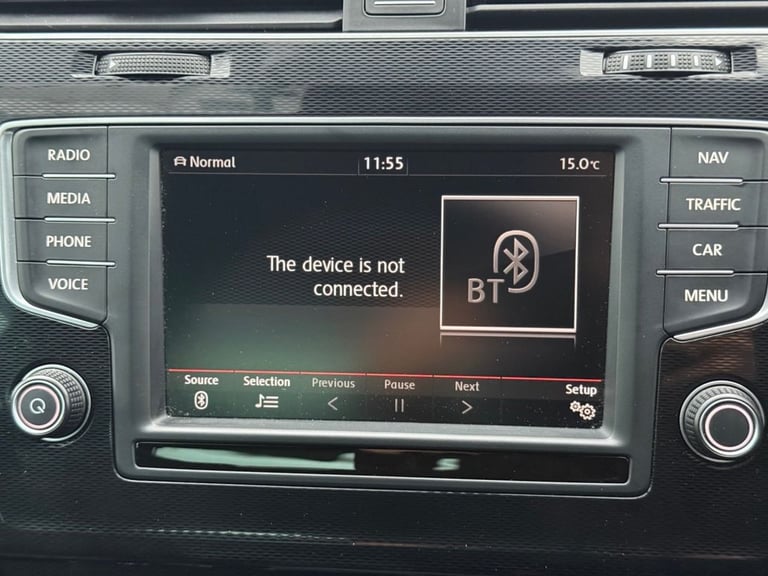 RADIO
MEDIA
PHONE
VOICE
Normal
11:55
15.0°C
The device is not
connected.
BT
Source
Selection
Previous
Pause
Next
Setup
NAV
TRAFFIC
CAR
MENU